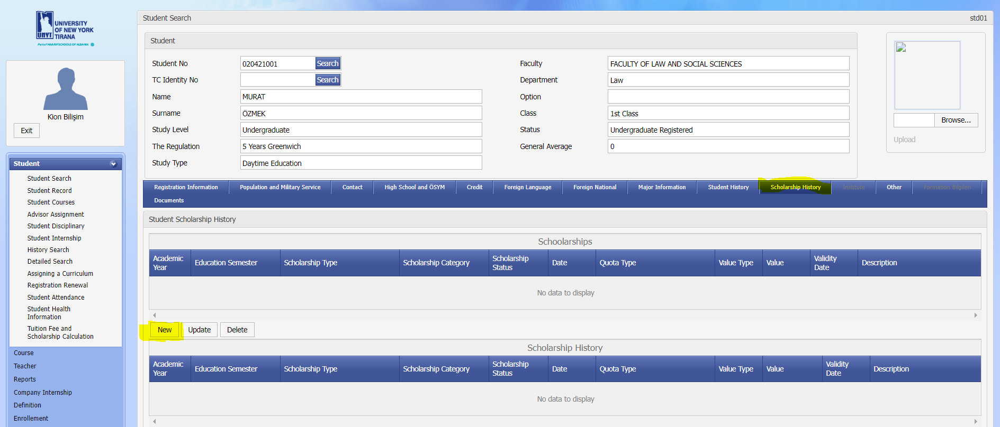 UNIVERSITY
OF NEW YORK
TIRANA
UNYT
Part of MAARIF SCHOOLS OF ALBANIA
Kion Bilişim
Exit
Student
Student Search
Student Record
Student Courses
Advisor Assignment
Student Disciplinary
Student Internship
History Search
Detailed Search
Assigning a Curriculum
Registration Renewal
Student Attendance
Student Health
Information
Tuition Fee and
Scholarship Calculation
Course
Teacher
Reports
Company Internship
Definition
Enrollement
Student Search std01
Student
Student No 020421001 Search
TC Identity No Search
Name MURAT
Surname ÖZMEK
Study Level Undergraduate
The Regulation 5 Years Greenwich
Study Type Daytime Education
Faculty FACULTY OF LAW AND SOCIAL SCIENCES
Department Law
Option
Class 1st Class
Status Undergraduate Registered
General Average 0
Browse...
Upload
Registration Information Population and Military Service Contact High School and ÖSYM Credit Foreign Language Foreign National Major Information Student History Scholarship History Institute Other Formation Bilgileri
Documents
Student Scholarship History
Schoolarships
Academic Year Education Semester Scholarship Type Scholarship Category Scholarship Status Date Quota Type Value Type Value Validity Date Description
No data to display
New Update Delete
Scholarship History
Academic Year Education Semester Scholarship Type Scholarship Category Scholarship Status Date Quota Type Value Type Value Validity Date Description
No data to display